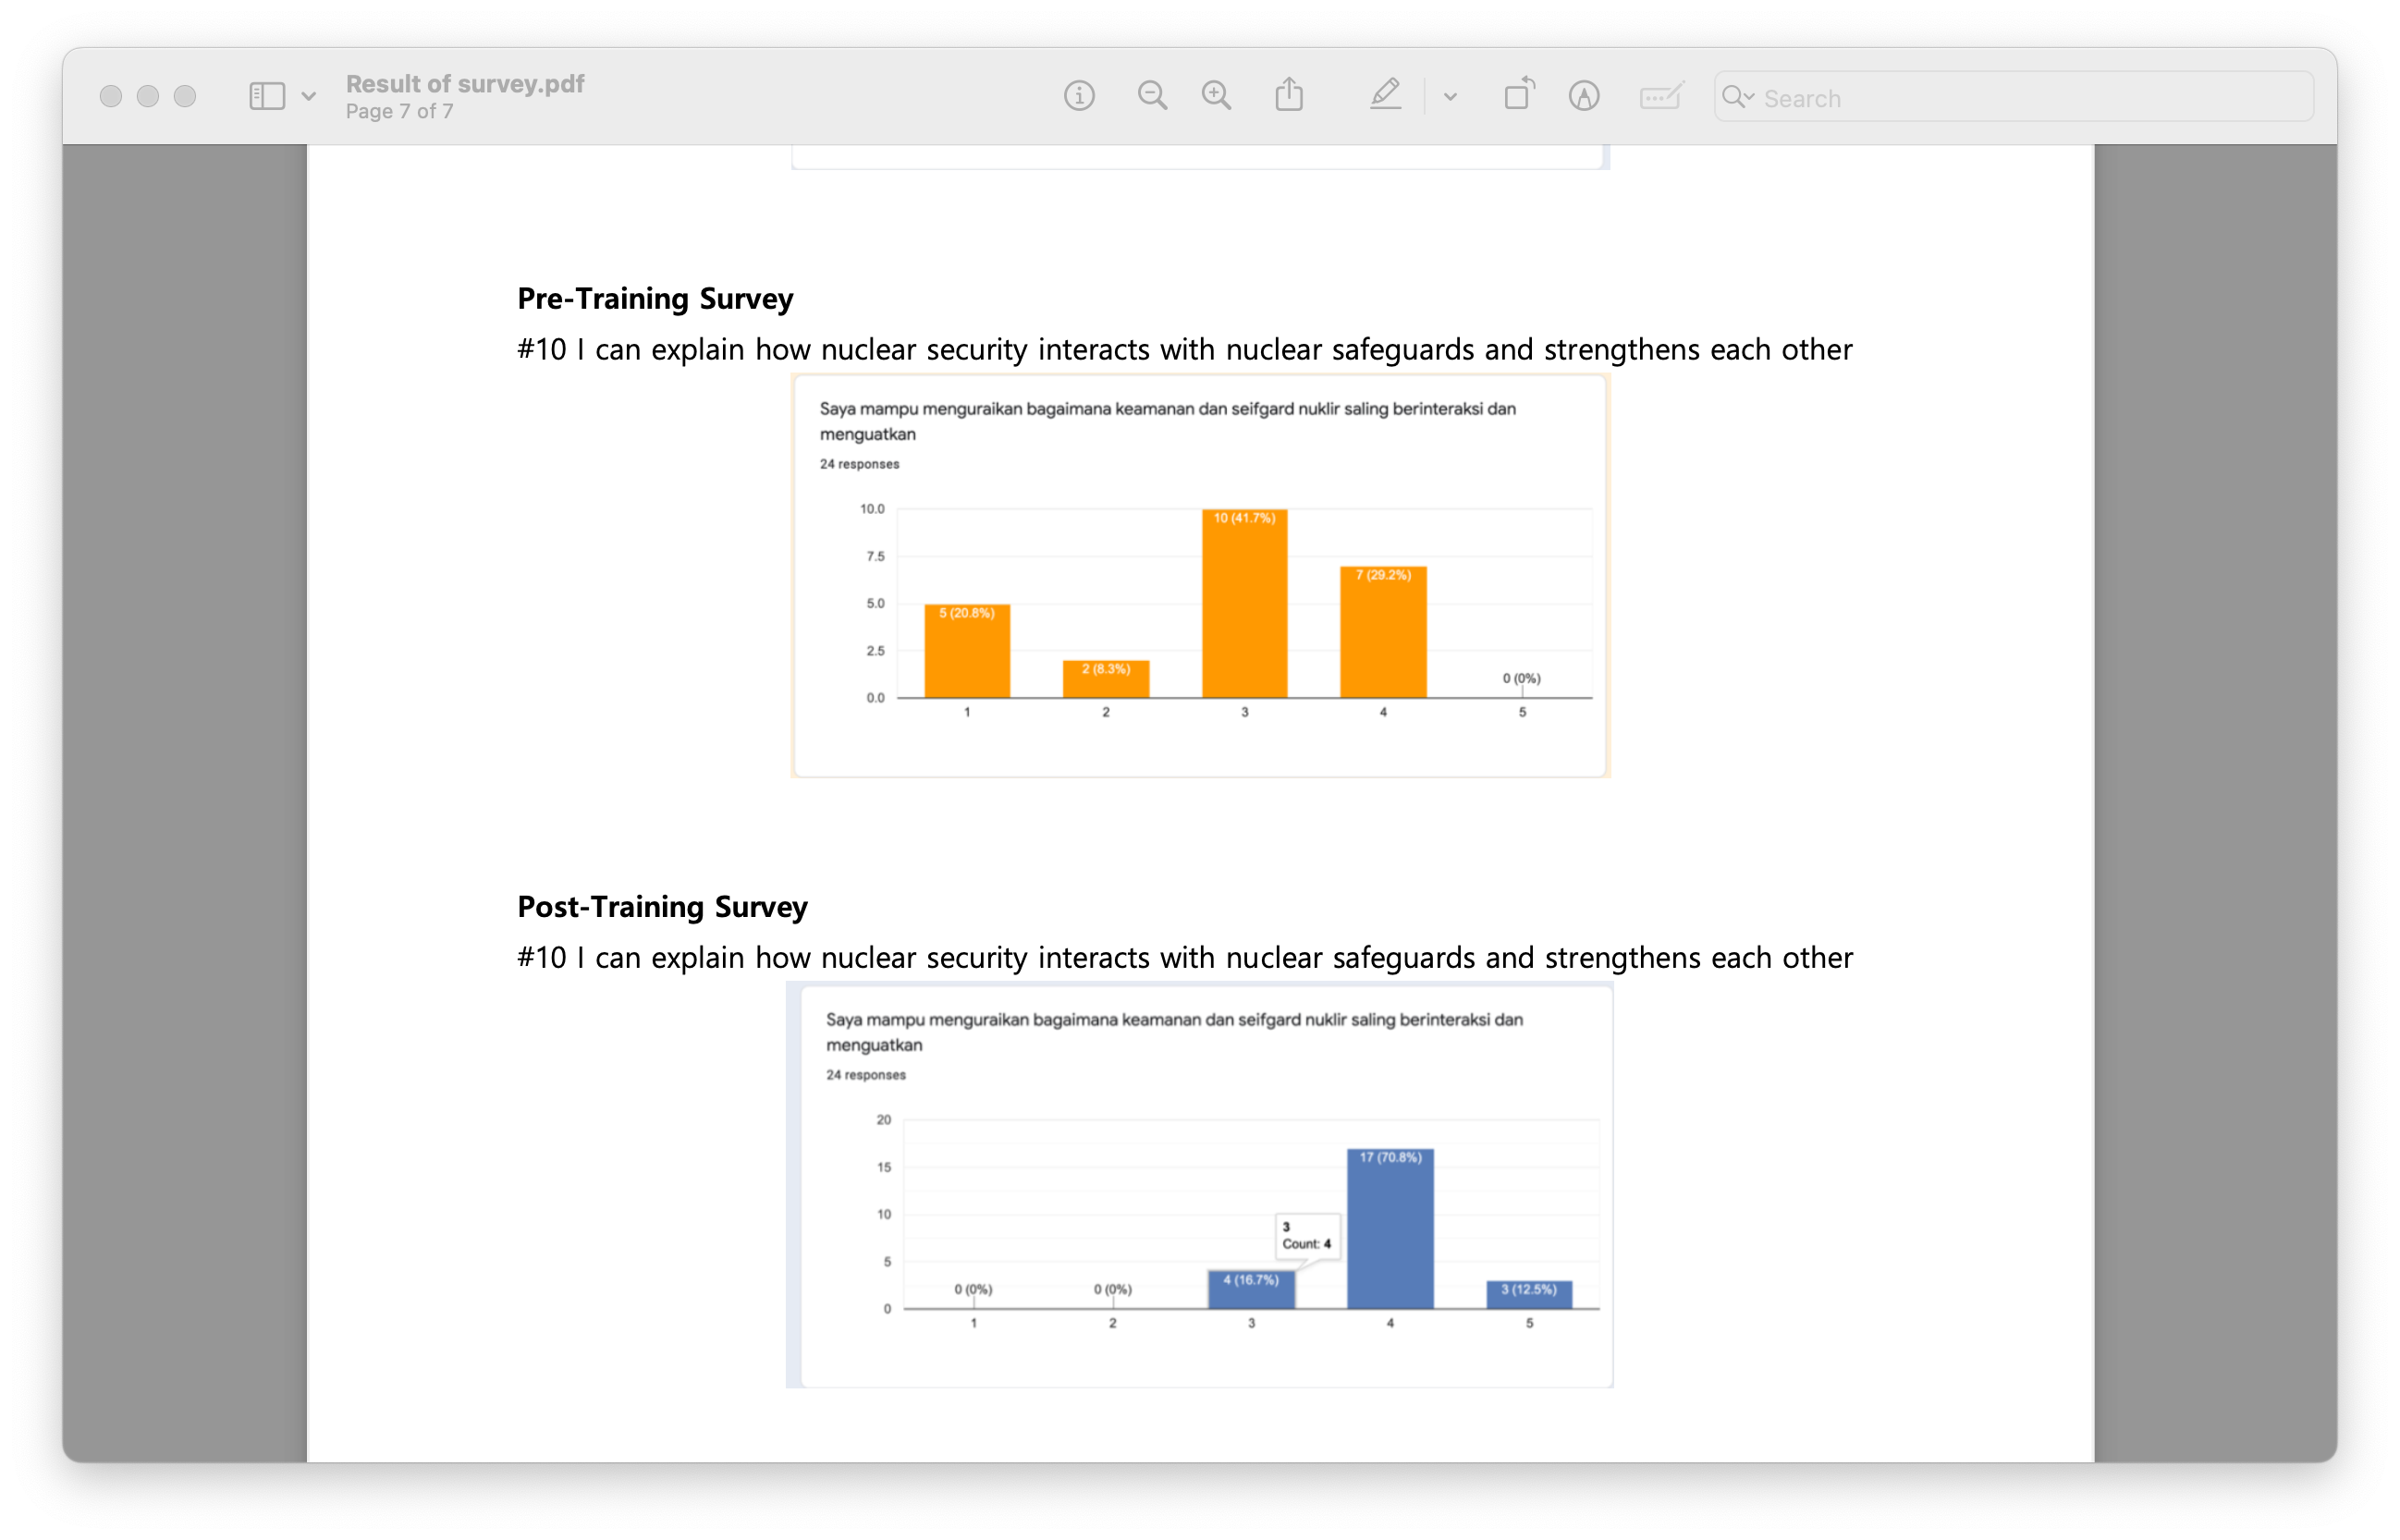 Result of survey.pdf
Page 7 of 7
Search
Pre-Training Survey
#10 I can explain how nuclear security interacts with nuclear safeguards and strengthens each other
Saya mampu menguraikan bagaimana keamanan dan seifgard nuklir saling berinteraksi dan
menguatkan
24 responses
10.0
7.5
5.0
2.5
0.0
5 (20.8%)
2 (8.3%)
10 (41.7%)
7 (29.2%)
0 (0%)
1 2 3 4 5
Post-Training Survey
#10 I can explain how nuclear security interacts with nuclear safeguards and strengthens each other
Saya mampu menguraikan bagaimana keamanan dan seifgard nuklir saling berinteraksi dan
menguatkan
24 responses
20
15
10
5
0
0 (0%)
0 (0%)
4 (16.7%)
3
Count: 4
17 (70.8%)
3 (12.5%)
1 2 3 4 5